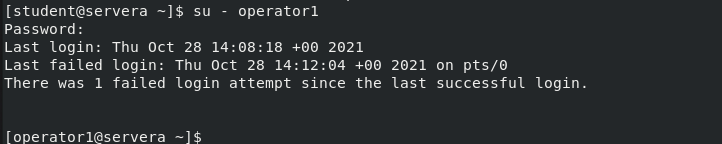 [student@servera ~]$ su - operator1
Password:
Last login: Thu Oct 28 14:08:18 +00 2021
Last failed login: Thu Oct 28 14:12:04 +00 2021 on pts/0
There was 1 failed login attempt since the last successful login.
[operator1@servera ~]$